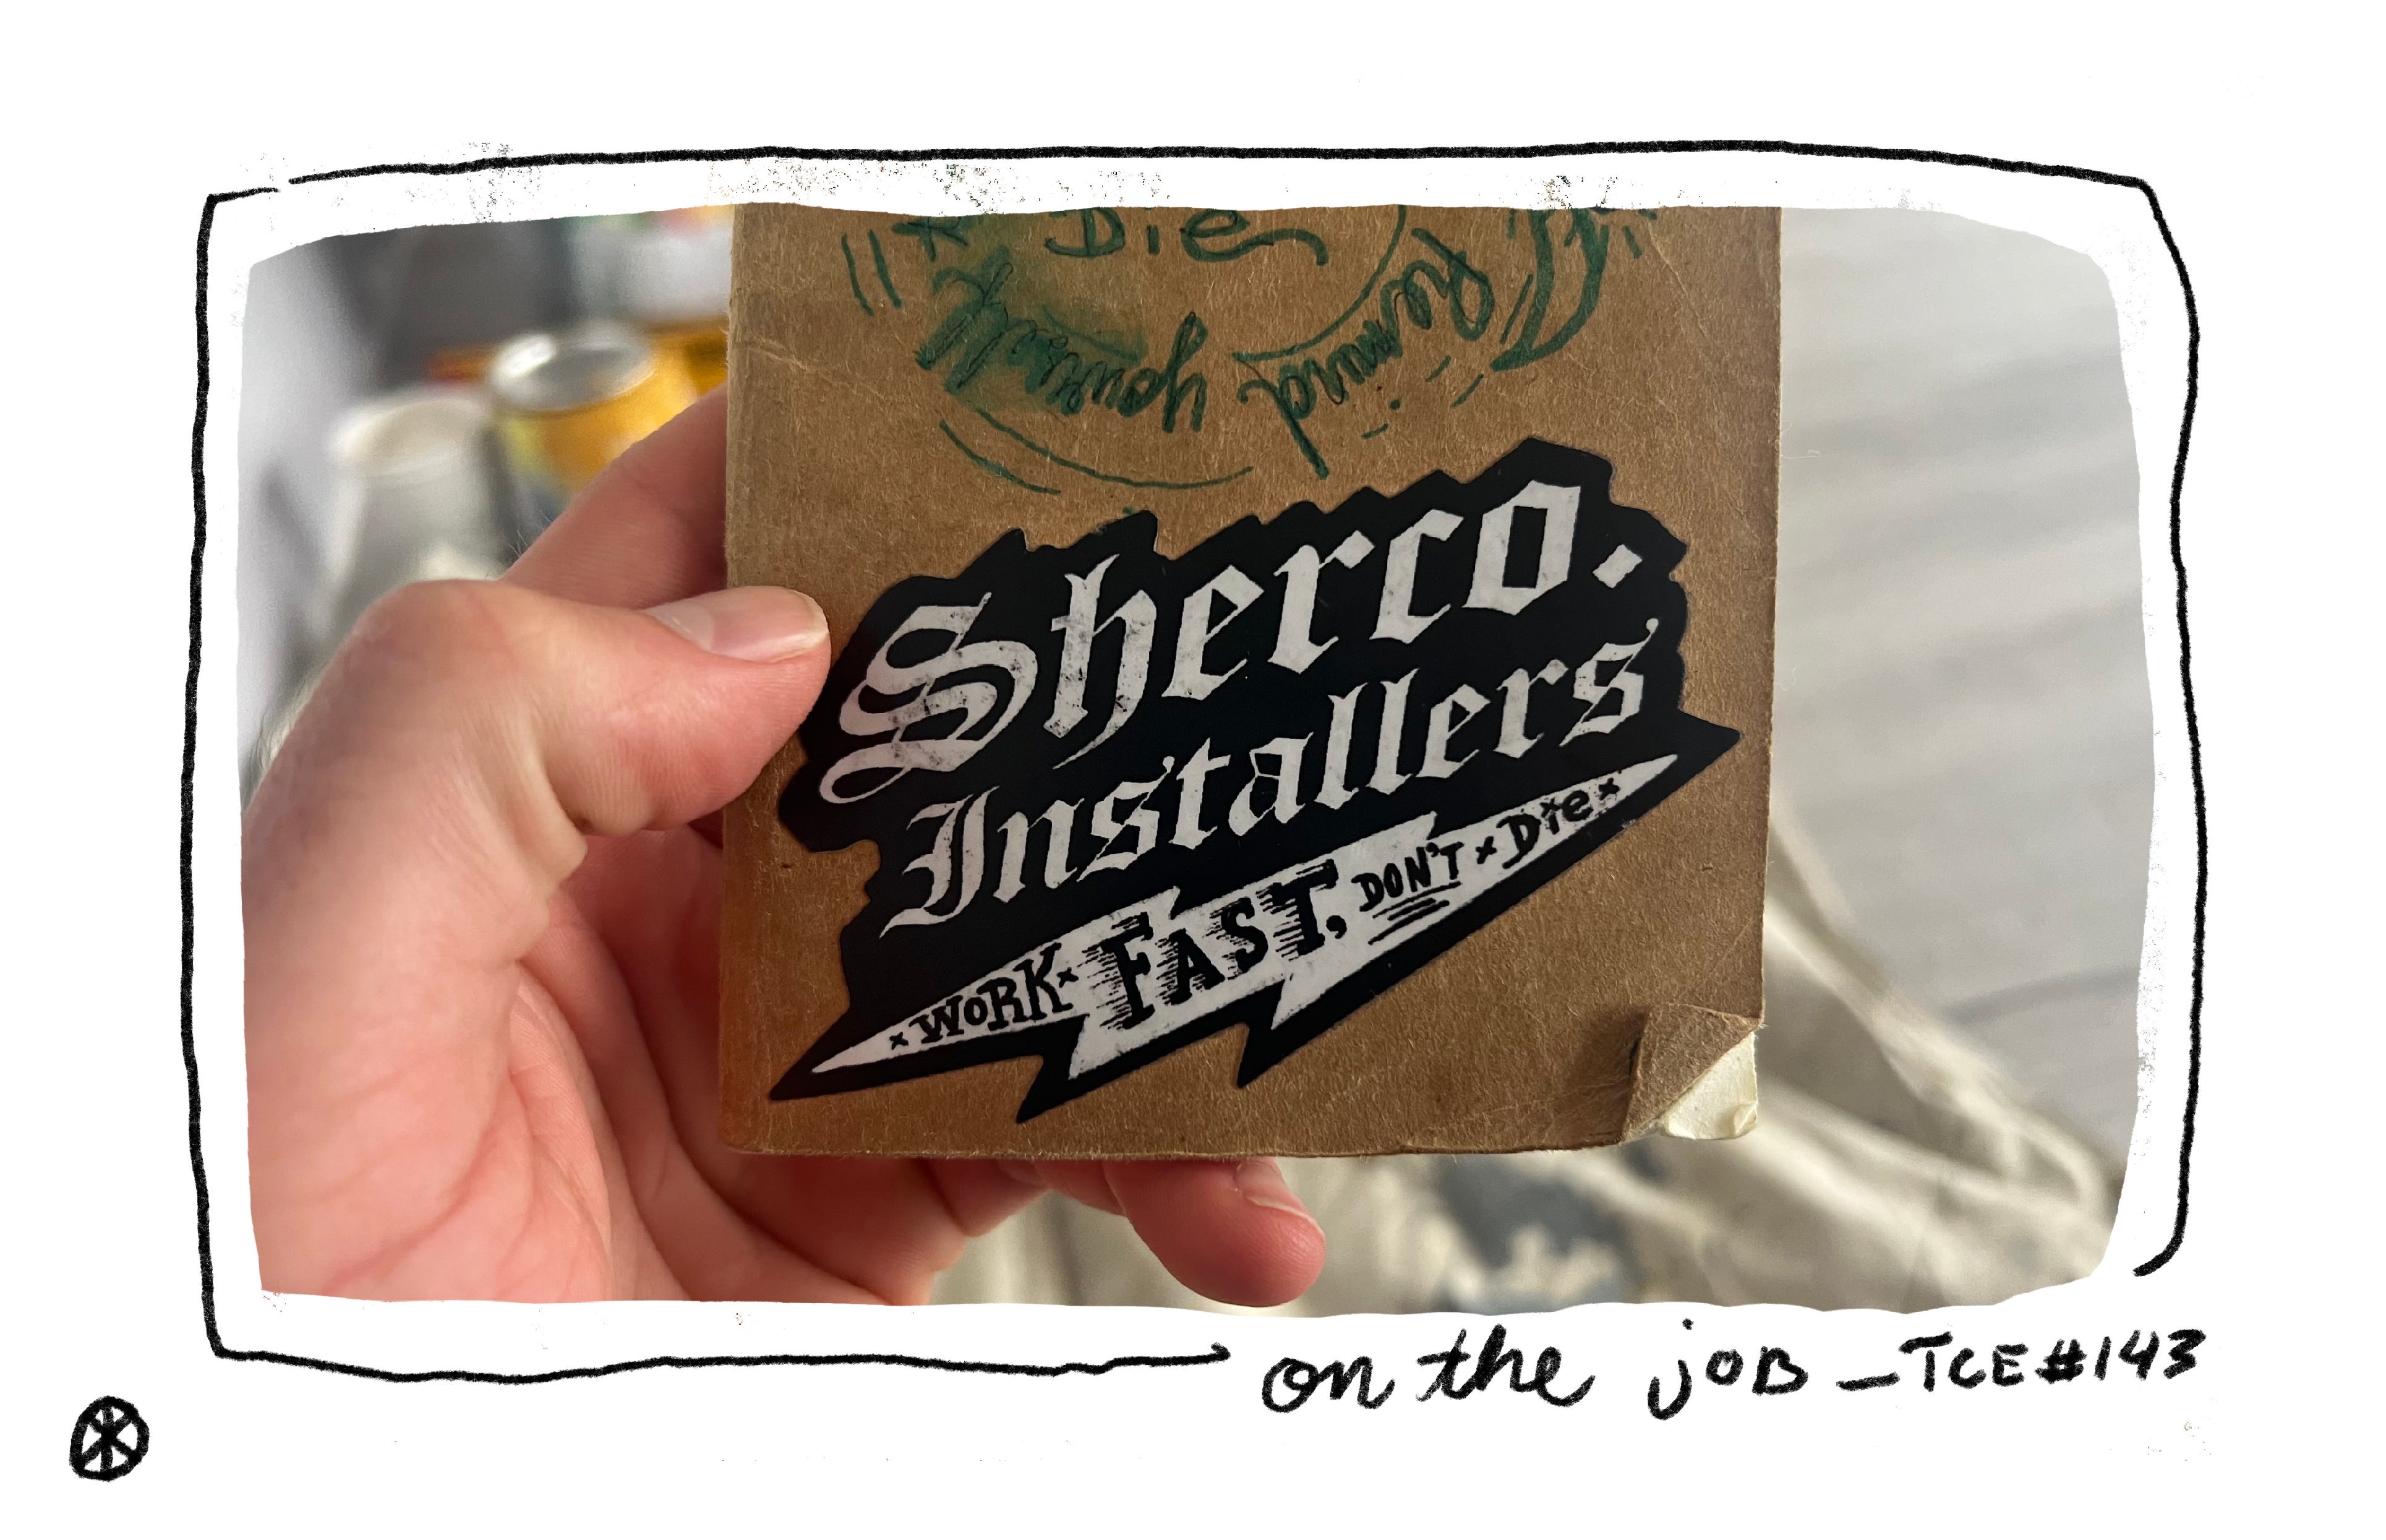 Die
Remind yourself
Sherco.
Installers
WORK FAST, DON'T DIE
on the joB _TCE#143